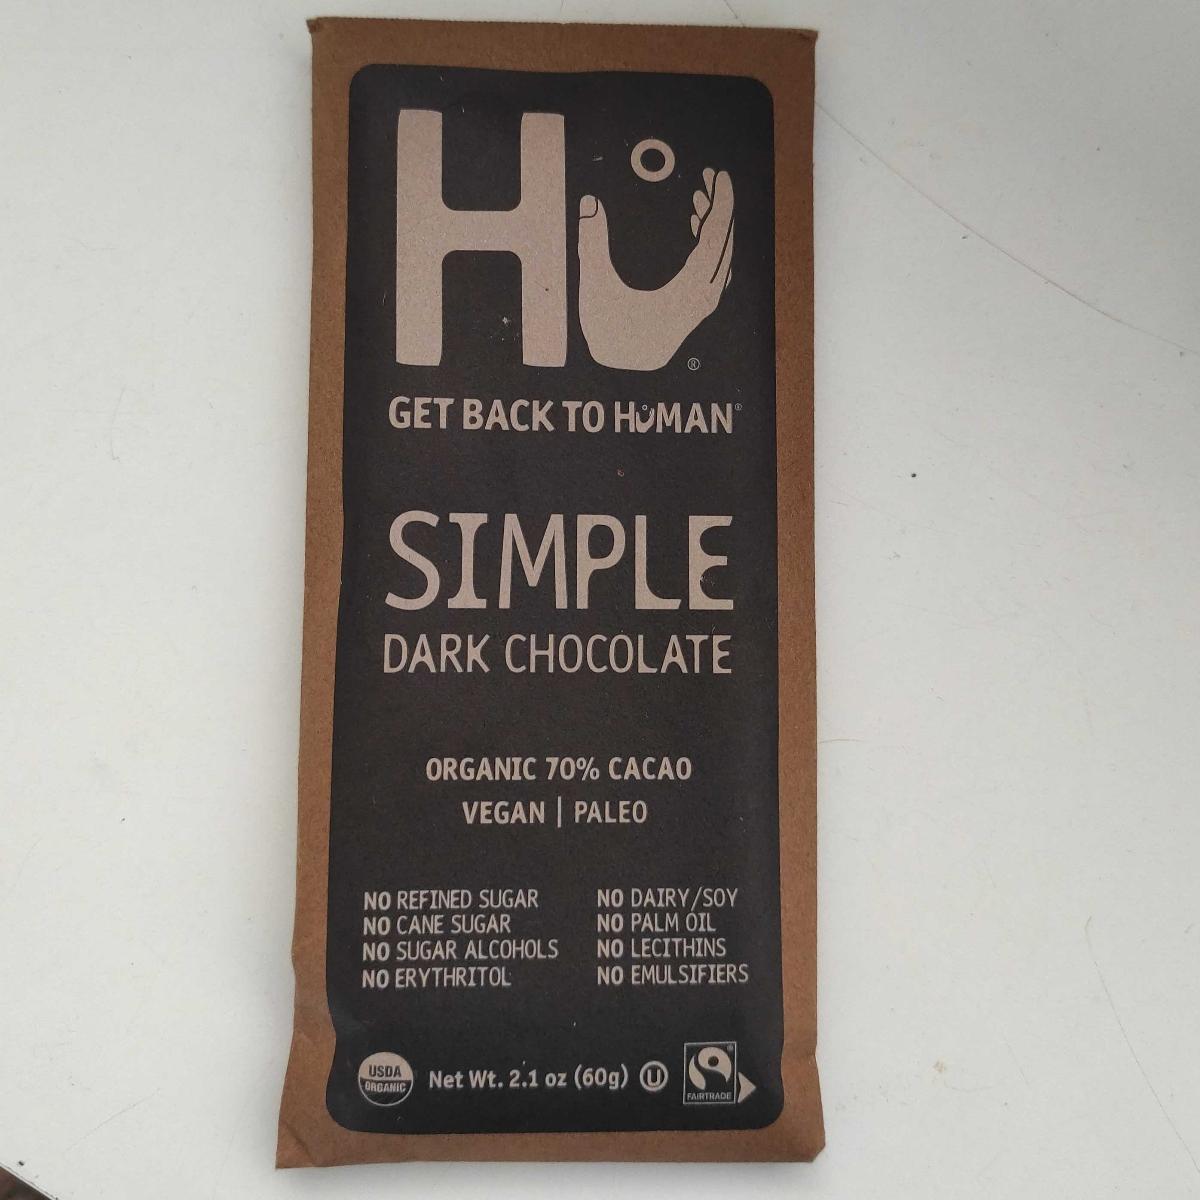 HU®
GET BACK TO HUMAN®
SIMPLE
DARK CHOCOLATE
ORGANIC 70% CACAO
VEGAN | PALEO
NO REFINED SUGAR
NO CANE SUGAR
NO SUGAR ALCOHOLS
NO ERYTHRITOL
NO DAIRY/SOY
NO PALM OIL
NO LECITHINS
NO EMULSIFIERS
USDA
ORGANIC
Net Wt. 2.1 oz (60g) U
FAIRTRADE